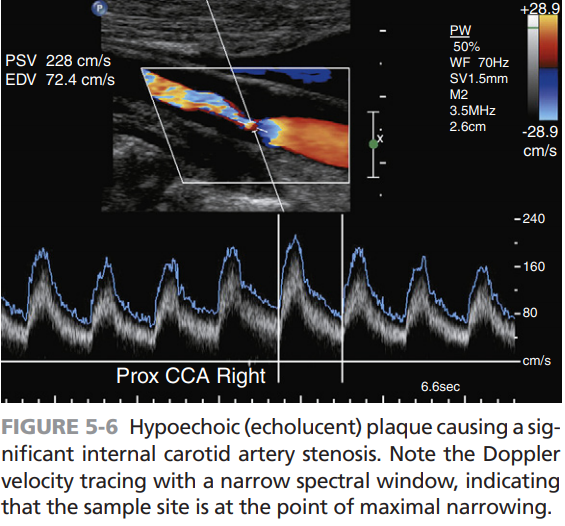 P
+28.9
PSV 228 cm/s
EDV 72.4 cm/s
PW
50%
WF 70Hz
SV1.5mm
M2
3.5MHz
2.6cm
-28.9
cm/s
X
-240
-160
-80
cm/s
Prox CCA Right
6.6sec
FIGURE 5-6 Hypoechoic (echolucent) plaque causing a sig-
nificant internal carotid artery stenosis. Note the Doppler
velocity tracing with a narrow spectral window, indicating
that the sample site is at the point of maximal narrowing.